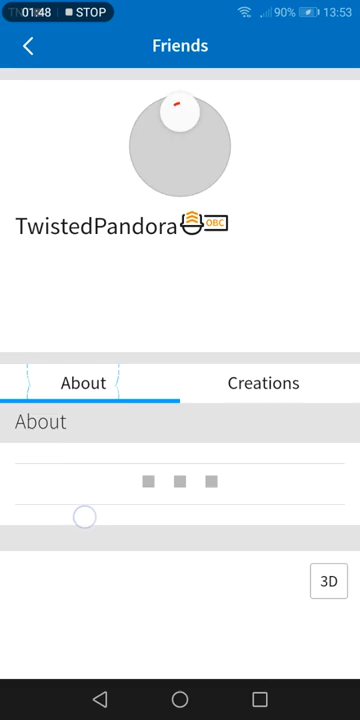 01:48 STOP 90% 13:53
Friends
TwistedPandora OBC
About Creations
About
3D